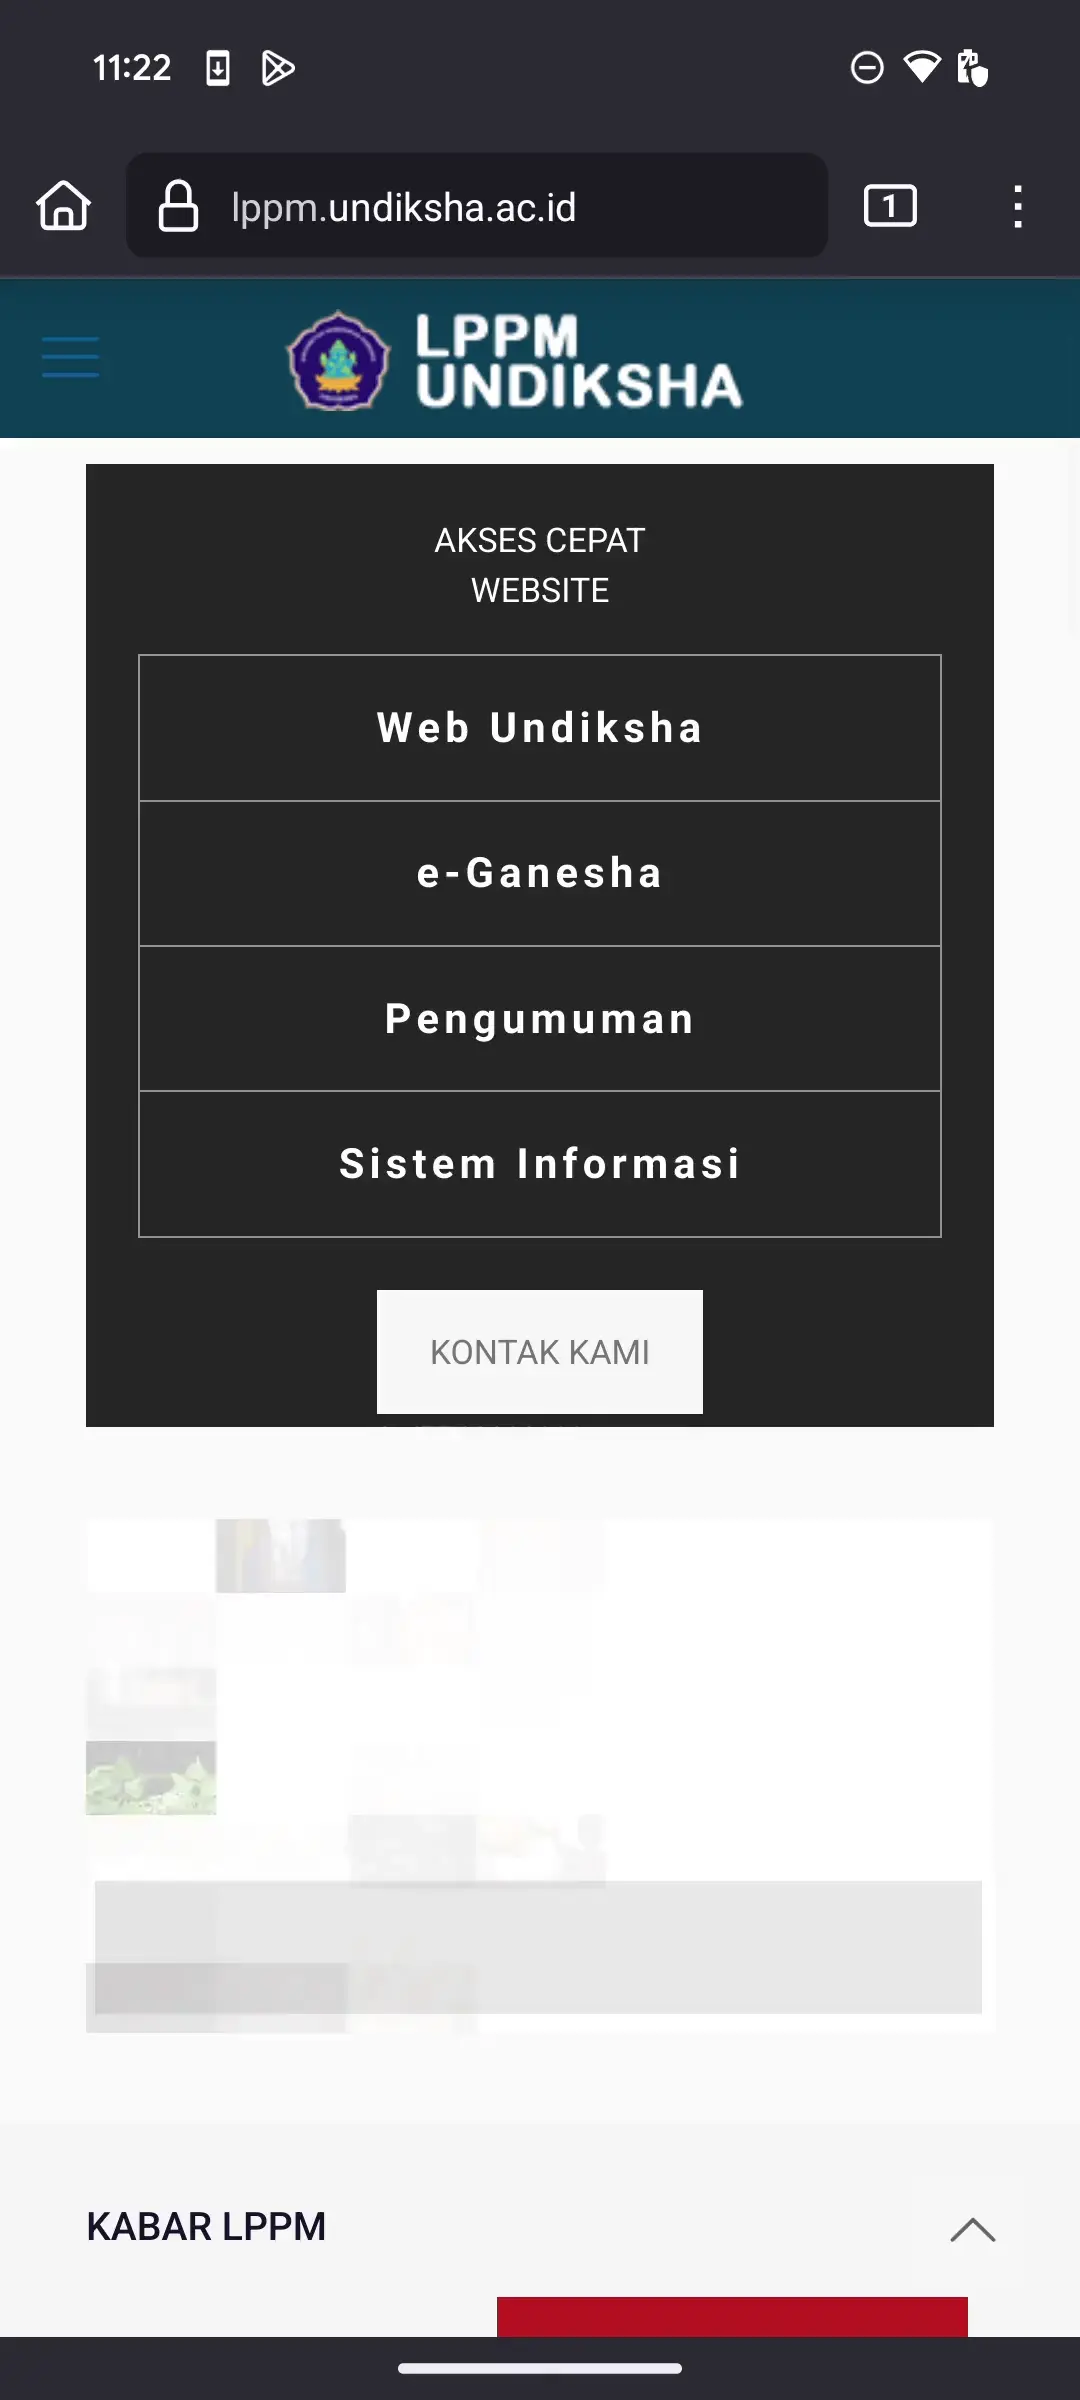 11:22
lppm.undiksha.ac.id
1
LPPM
UNDIKSHA
AKSES CEPAT
WEBSITE
Web Undiksha
e-Ganesha
Pengumuman
Sistem Informasi
KONTAK KAMI
KABAR LPPM